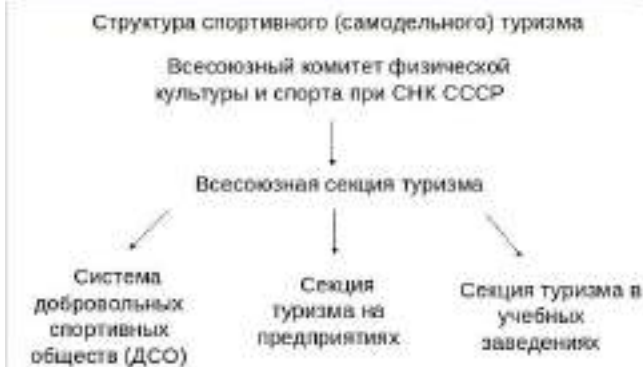 Структура спортивного (самодельного) туризма
Всесоюзный комитет физической
культуры и спорта при СНК СССР
Всесоюзная секция туризма
Система
добровольных
спортивных
обществ (ДСО)
Секция
туризма на
предприятиях
Секция туризма в
учебных
заведениях